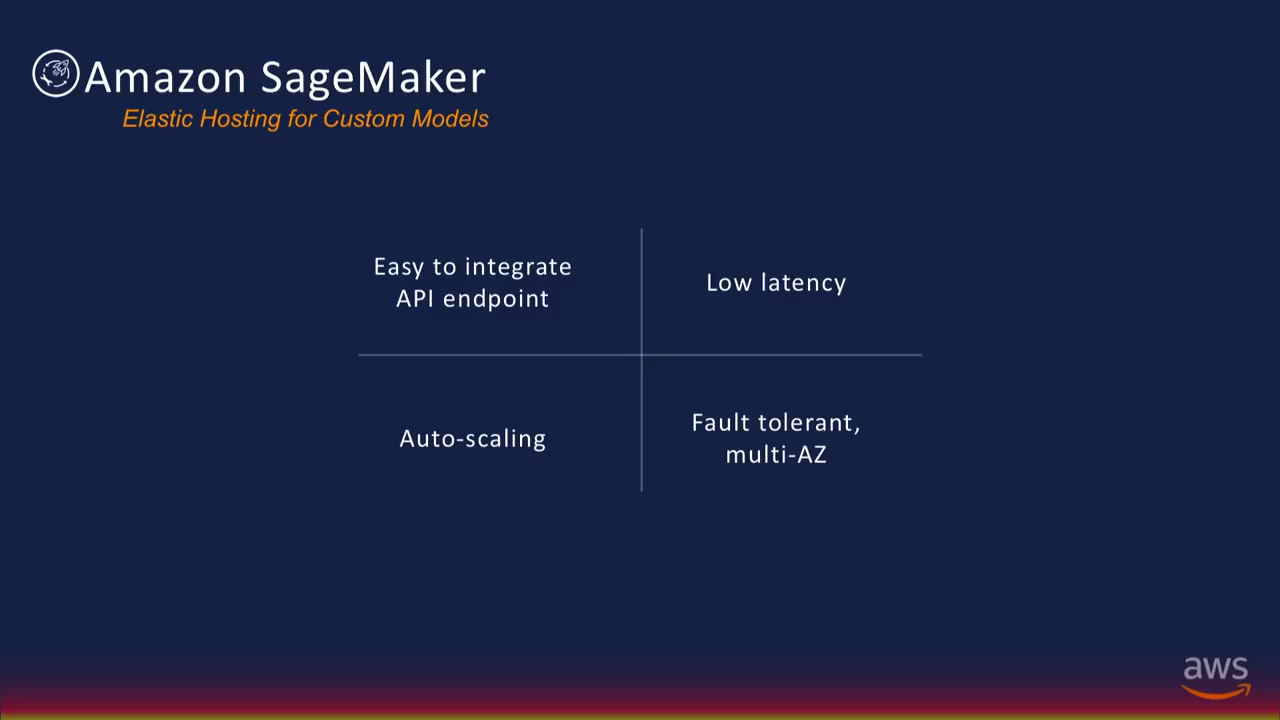 Amazon SageMaker
Elastic Hosting for Custom Models
Easy to integrate
API endpoint
Low latency
Auto-scaling
Fault tolerant,
multi-AZ
aws